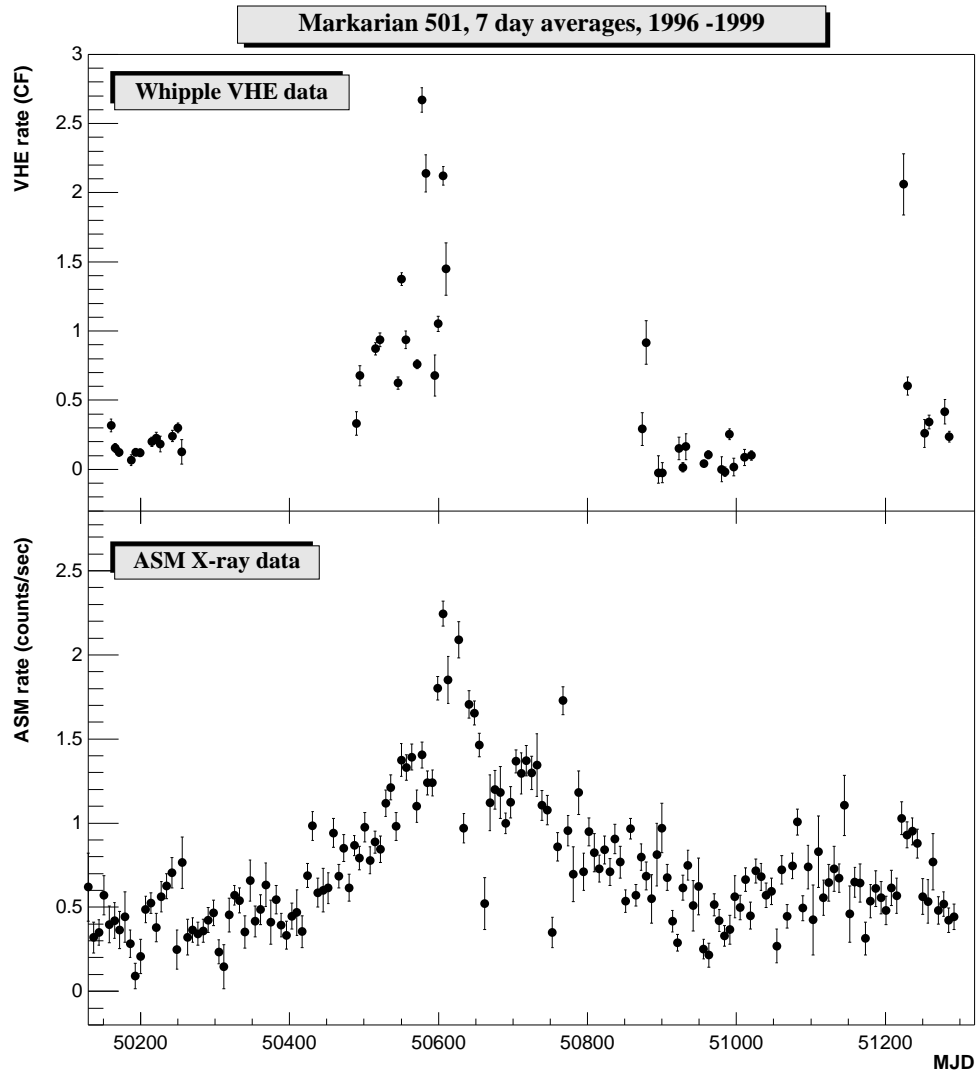 Markarian 501, 7 day averages, 1996 -1999
VHE rate (CF)
Whipple VHE data
3
2.5
2
1.5
1
0.5
0
ASM rate (counts/sec)
ASM X-ray data
2.5
2
1.5
1
0.5
0
50200 50400 50600 50800 51000 51200
MJD